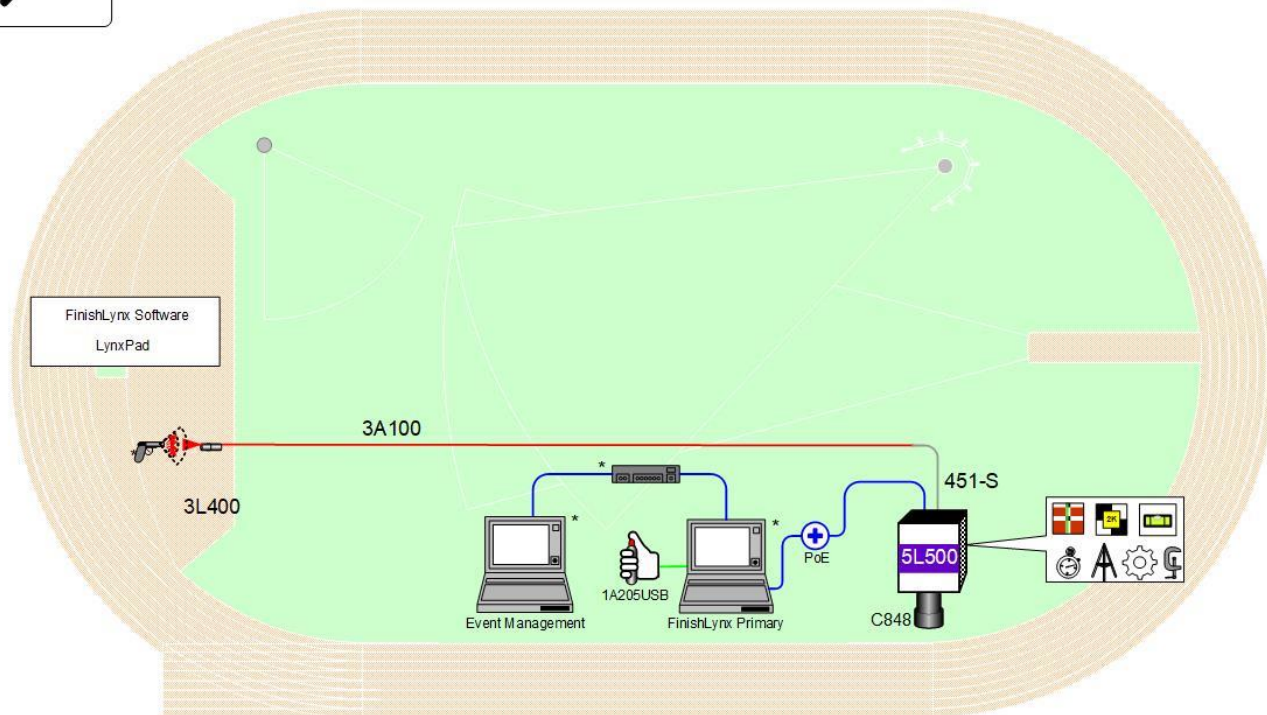 FinishLynx Software
LynxPad
3A100
3L400
*
*
*
*
451-S
2K
5L500
PoE
1A205USB
C848
Event Management
FinishLynx Primary